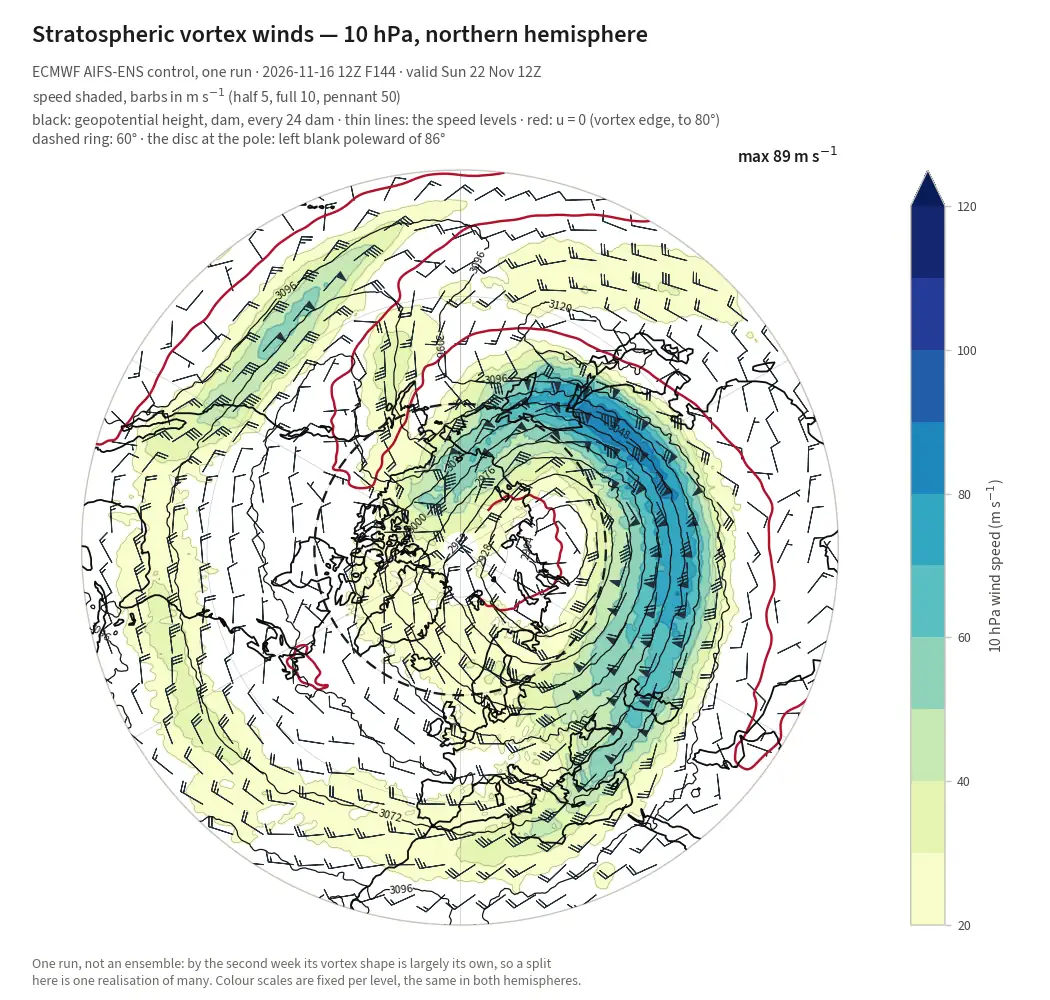 Stratospheric vortex winds — 10 hPa, northern hemisphere
ECMWF AIFS-ENS control, one run · 2026-11-16 12Z F144 · valid Sun 22 Nov 12Z
speed shaded, barbs in m s⁻¹ (half 5, full 10, pennant 50)
black: geopotential height, dam, every 24 dam · thin lines: the speed levels · red: u = 0 (vortex edge, to 80°)
dashed ring: 60° · the disc at the pole: left blank poleward of 86°
max 89 m s⁻¹
120
100
80
60
40
20
10 hPa wind speed (m s⁻¹)
3096
3096
3120
3096
3096
3048
3000
2928
3072
3096
One run, not an ensemble: by the second week its vortex shape is largely its own, so a split
here is one realisation of many. Colour scales are fixed per level, the same in both hemispheres.